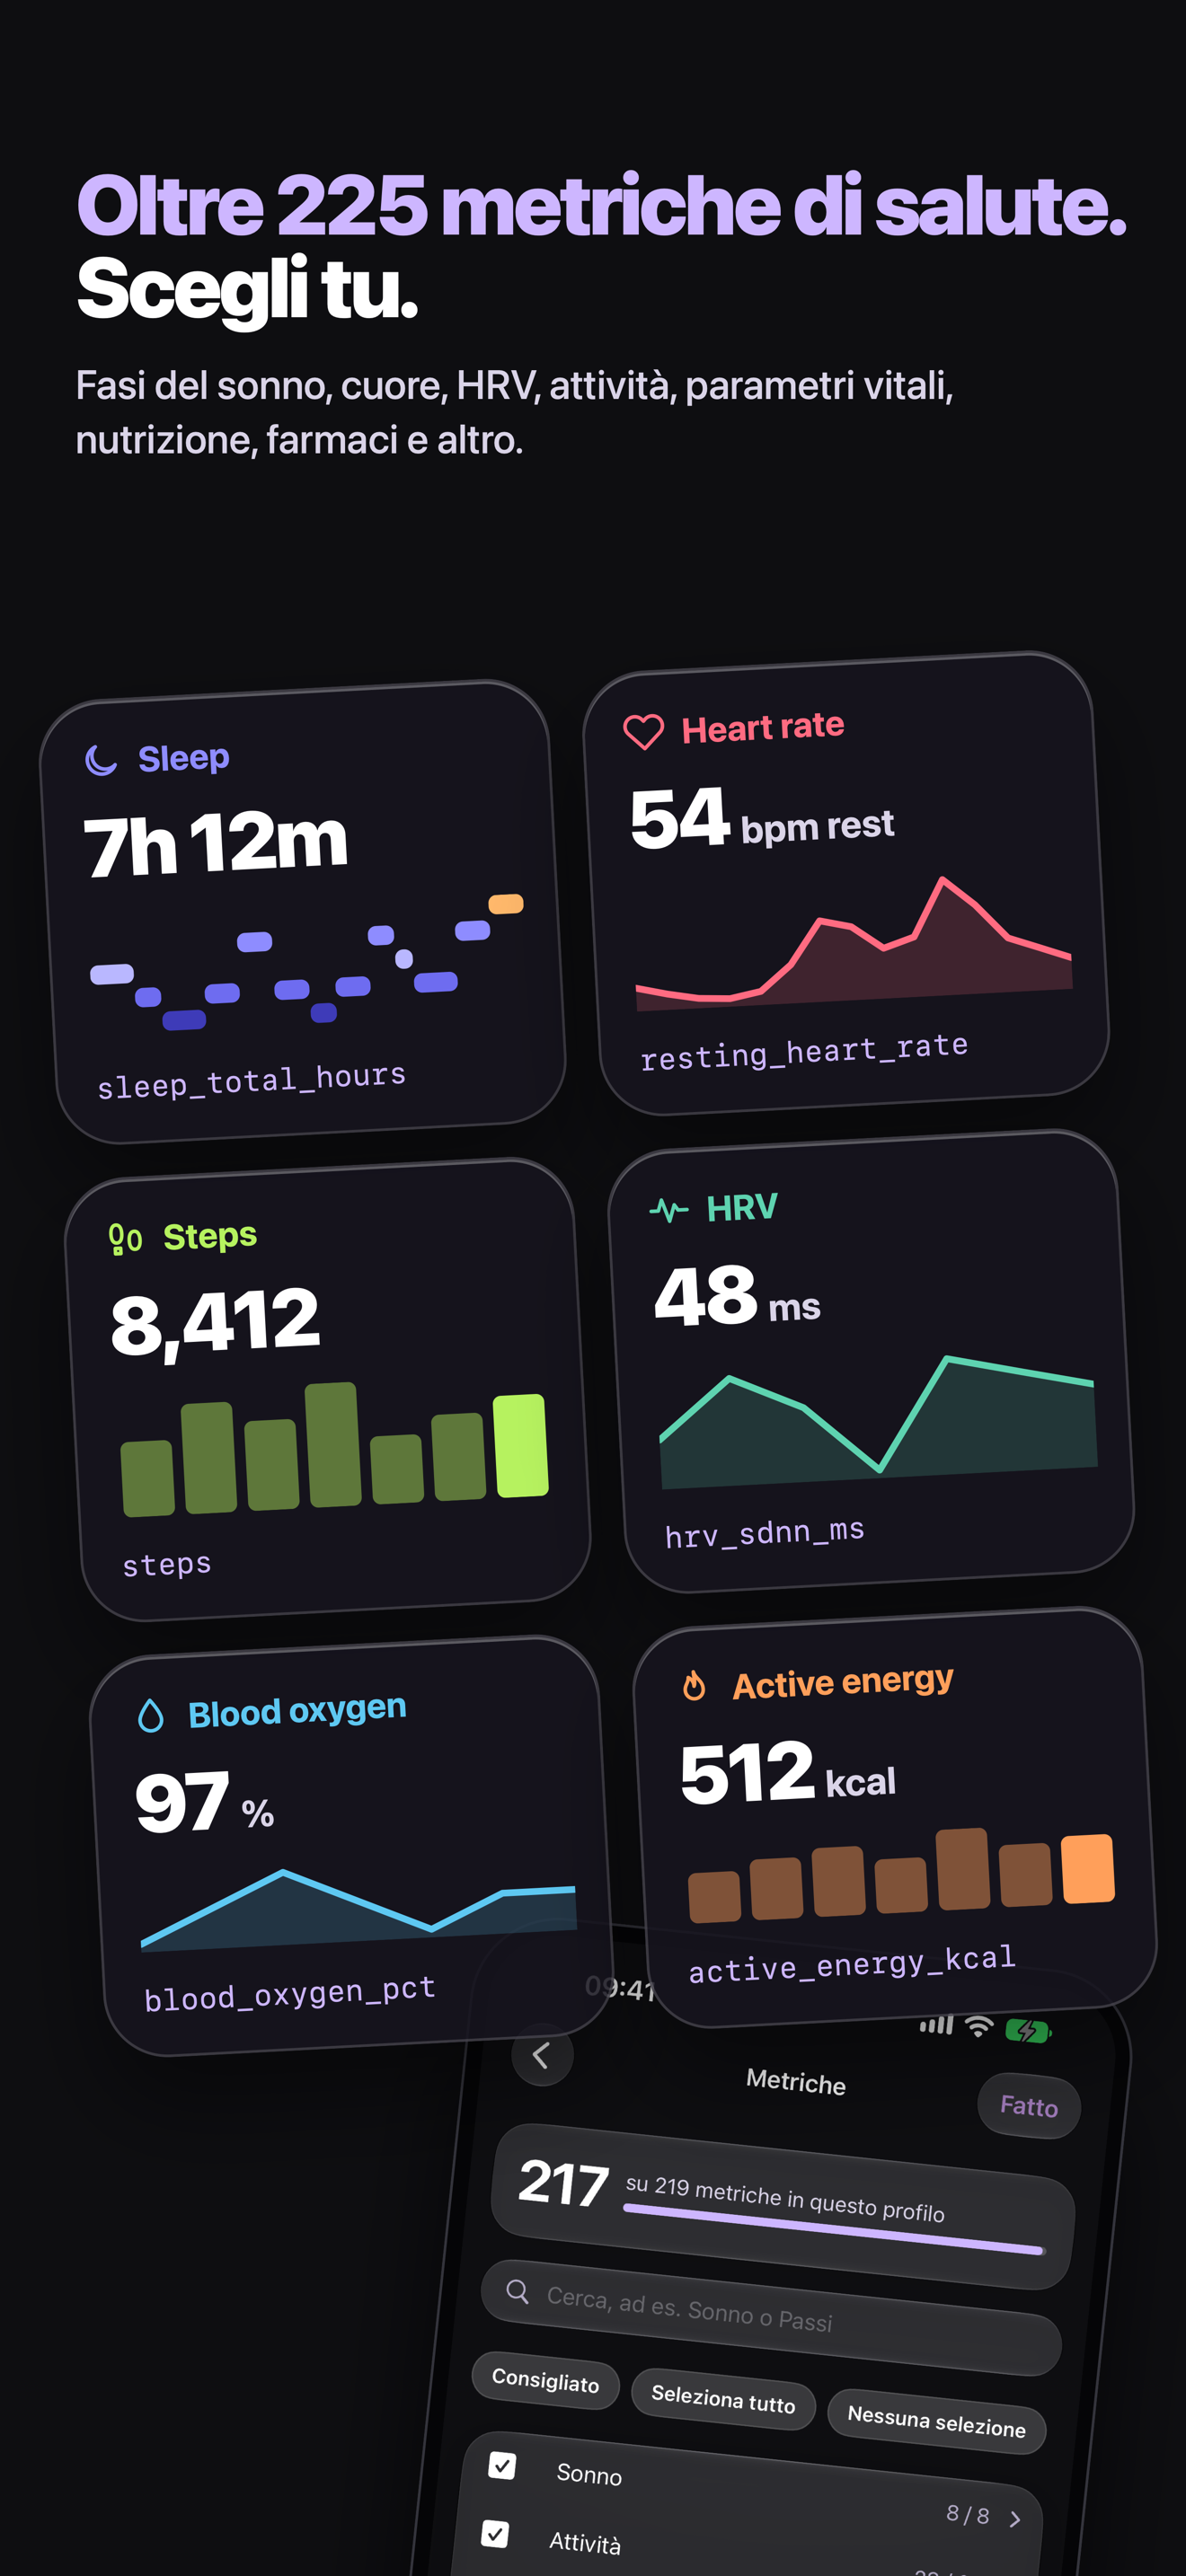 Oltre 225 metriche di salute.
Scegli tu.
Fasi del sonno, cuore, HRV, attività, parametri vitali,
nutrizione, farmaci e altro.
Sleep
7h 12m
sleep_total_hours
Heart rate
54 bpm rest
resting_heart_rate
Steps
8,412
steps
HRV
48 ms
hrv_sdnn_ms
Blood oxygen
97 %
blood_oxygen_pct
Active energy
512 kcal
active_energy_kcal
09:41
Metriche
Fatto
217 su 219 metriche in questo profilo
Cerca, ad es. Sonno o Passi
Consigliato
Seleziona tutto
Nessuna selezione
Sonno
8 / 8
Attività